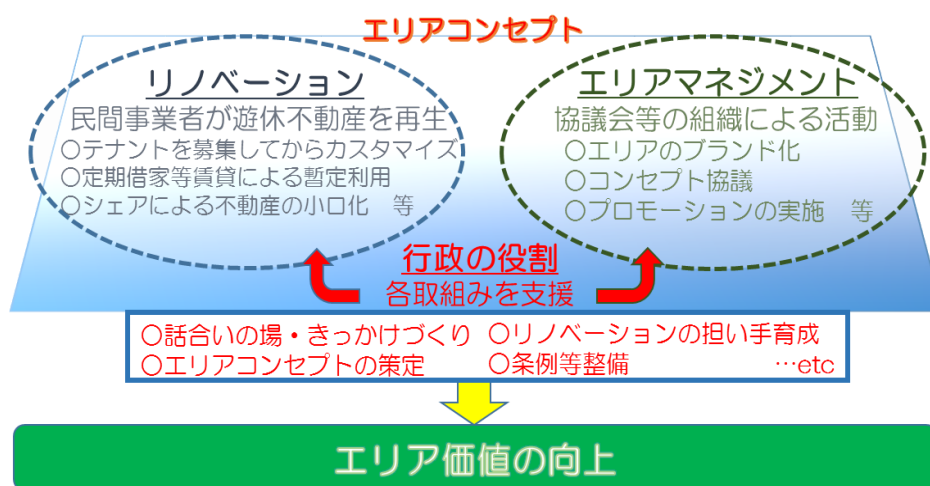 エリアコンセプト
リノベーション
民間事業者が遊休不動産を再生
○テナントを募集してからカスタマイズ
○定期借家等賃貸による暫定利用
○シェアによる不動産の小口化　等
エリアマネジメント
協議会等の組織による活動
○エリアのブランド化
○コンセプト協議
○プロモーションの実施　等
行政の役割
各取組みを支援
○話合いの場・きっかけづくり
○エリアコンセプトの策定
○リノベーションの担い手育成
○条例等整備　　　　…etc
エリア価値の向上